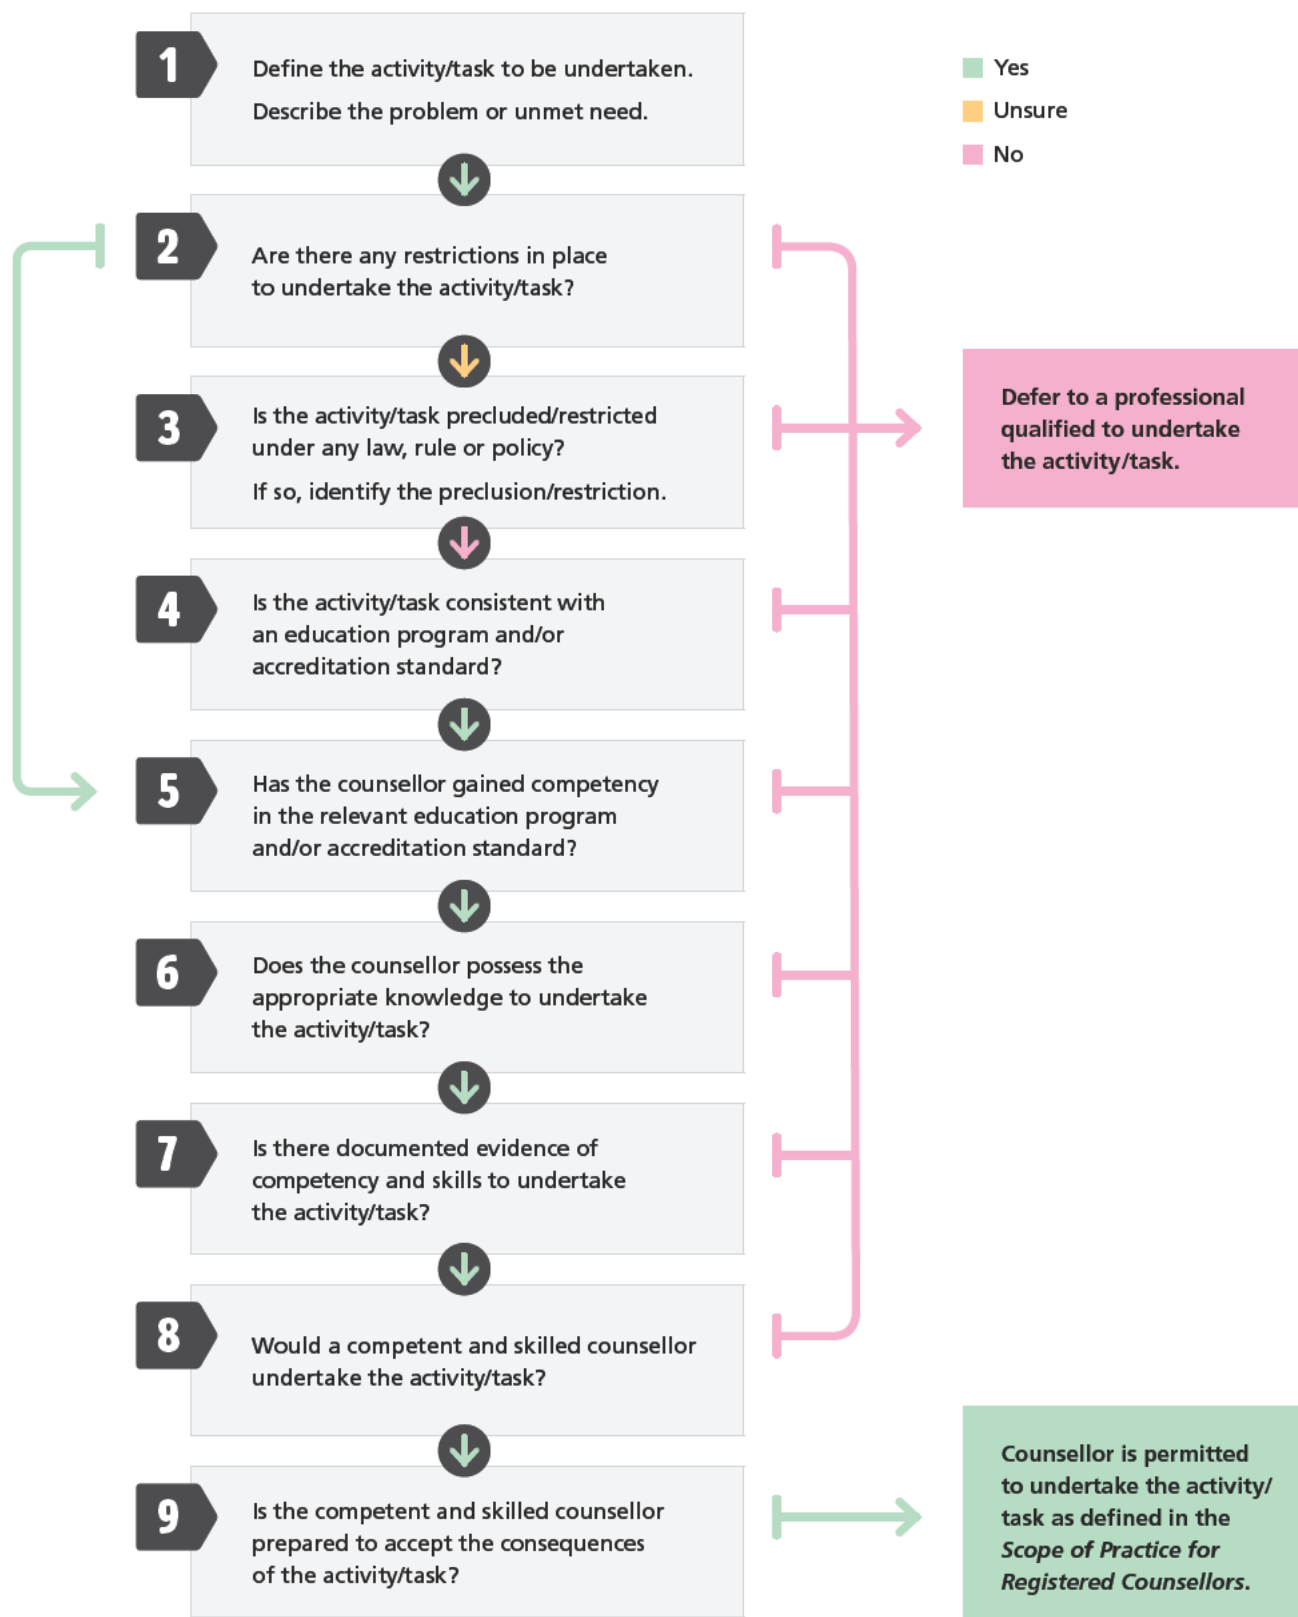 1
Define the activity/task to be undertaken.
Describe the problem or unmet need.
Yes
Unsure
No
2
Are there any restrictions in place
to undertake the activity/task?
3
Is the activity/task precluded/restricted
under any law, rule or policy?
If so, identify the preclusion/restriction.
Defer to a professional
qualified to undertake
the activity/task.
4
Is the activity/task consistent with
an education program and/or
accreditation standard?
5
Has the counsellor gained competency
in the relevant education program
and/or accreditation standard?
6
Does the counsellor possess the
appropriate knowledge to undertake
the activity/task?
7
Is there documented evidence of
competency and skills to undertake
the activity/task?
8
Would a competent and skilled counsellor
undertake the activity/task?
9
Is the competent and skilled counsellor
prepared to accept the consequences
of the activity/task?
Counsellor is permitted
to undertake the activity/
task as defined in the
Scope of Practice for
Registered Counsellors.